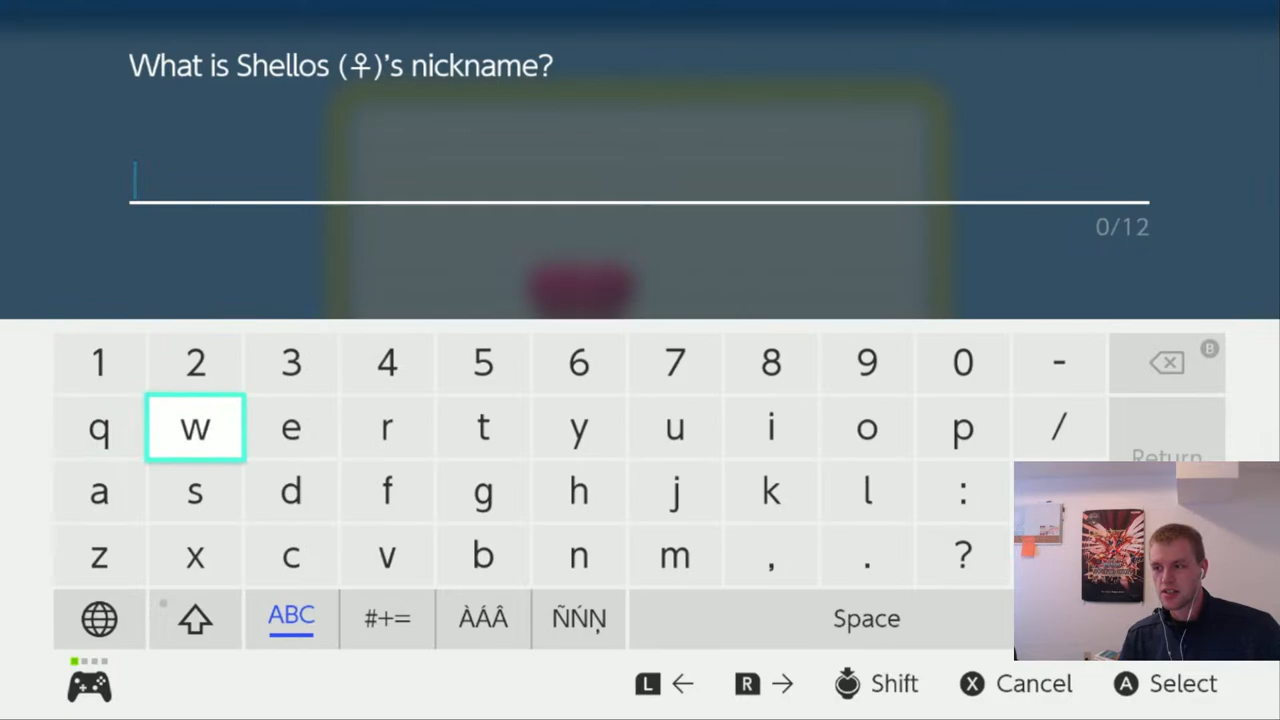 What is Shellos (♀)'s nickname?
0/12
1 2 3 4 5 6 7 8 9 0 -
B
q w e r t y u i o p /
Return
a s d f g h j k l :
z x c v b n m , . ?
ABC #+= ÀÁÂ ÑŃŅ Space
L ← R → Shift X Cancel A Select